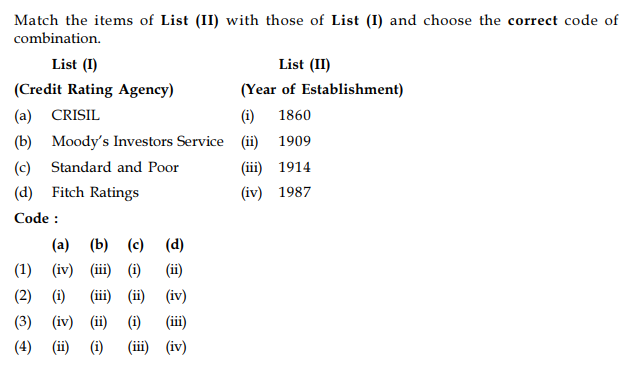 Match the items of List (II) with those of List (I) and choose the correct code of
combination.
List (I) List (II)
(Credit Rating Agency) (Year of Establishment)
(a) CRISIL (i) 1860
(b) Moody's Investors Service (ii) 1909
(c) Standard and Poor (iii) 1914
(d) Fitch Ratings (iv) 1987
Code :
(a) (b) (c) (d)
(1) (iv) (iii) (i) (ii)
(2) (i) (iii) (ii) (iv)
(3) (iv) (ii) (i) (iii)
(4) (ii) (i) (iii) (iv)